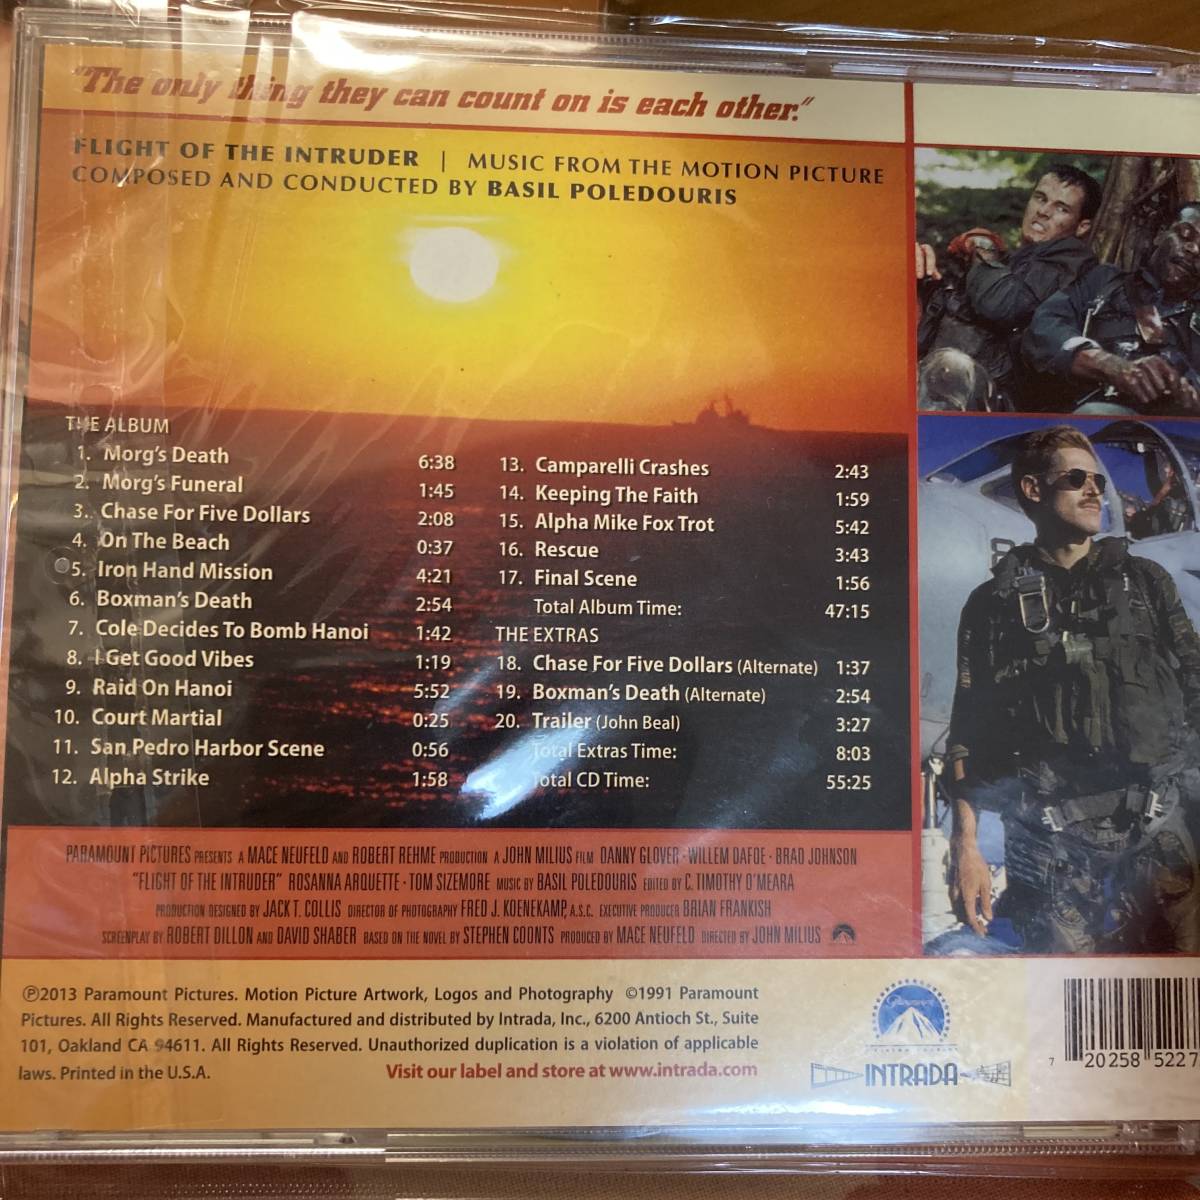 "The only thing they can count on is each other."
FLIGHT OF THE INTRUDER | MUSIC FROM THE MOTION PICTURE
COMPOSED AND CONDUCTED BY BASIL POLEDOURIS
THE ALBUM
1. Morg's Death 6:38
2. Morg's Funeral 1:45
3. Chase For Five Dollars 2:08
4. On The Beach 0:37
5. Iron Hand Mission 4:21
6. Boxman's Death 2:54
7. Cole Decides To Bomb Hanoi 1:42
8. I Get Good Vibes 1:19
9. Raid On Hanoi 5:52
10. Court Martial 0:25
11. San Pedro Harbor Scene 0:56
12. Alpha Strike 1:58
13. Camparelli Crashes 2:43
14. Keeping The Faith 1:59
15. Alpha Mike Fox Trot 5:42
16. Rescue 3:43
17. Final Scene 1:56
Total Album Time: 47:15
THE EXTRAS
18. Chase For Five Dollars (Alternate) 1:37
19. Boxman's Death (Alternate) 2:54
20. Trailer (John Beal) 3:27
Total Extras Time: 8:03
Total CD Time: 55:25
PARAMOUNT PICTURES PRESENTS A MACE NEUFELD AND ROBERT REHME PRODUCTION A JOHN MILIUS FILM DANNY GLOVER · WILLEM DAFOE · BRAD JOHNSON
"FLIGHT OF THE INTRUDER" ROSANNA ARQUETTE · TOM SIZEMORE MUSIC BY BASIL POLEDOURIS EDITED BY C. TIMOTHY O'MEARA
PRODUCTION DESIGNED BY JACK T. COLLIS DIRECTOR OF PHOTOGRAPHY FRED J. KOENEKAMP, A.S.C. EXECUTIVE PRODUCER BRIAN FRANKISH
SCREENPLAY BY ROBERT DILLON AND DAVID SHABER BASED ON THE NOVEL BY STEPHEN COONTS PRODUCED BY MACE NEUFELD DIRECTED BY JOHN MILIUS
℗2013 Paramount Pictures. Motion Picture Artwork, Logos and Photography ©1991 Paramount
Pictures. All Rights Reserved. Manufactured and distributed by Intrada, Inc., 6200 Antioch St., Suite
101, Oakland CA 94611. All Rights Reserved. Unauthorized duplication is a violation of applicable
laws. Printed in the U.S.A. Visit our label and store at www.intrada.com
Paramount
INTRADA
7 20258 5227